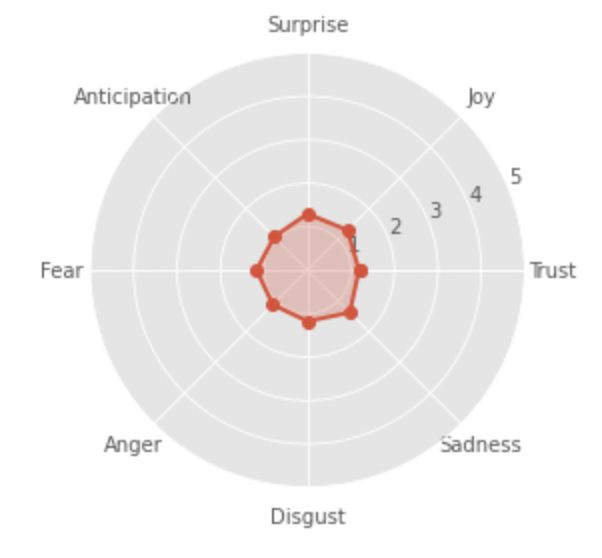 Surprise
Anticipation
Joy
5
4
3
2
1
Fear
Trust
Anger
Sadness
Disgust